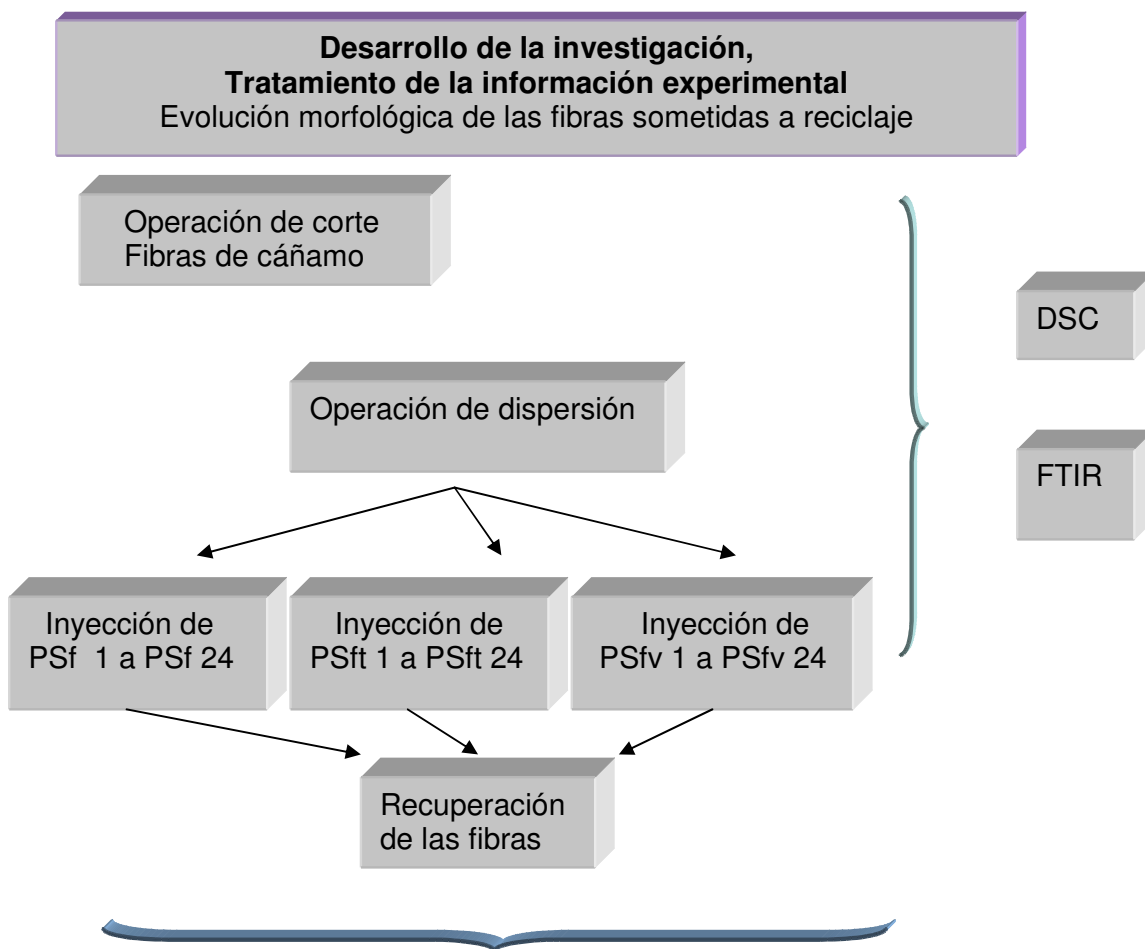 Desarrollo de la investigación,
Tratamiento de la información experimental
Evolución morfológica de las fibras sometidas a reciclaje
Operación de corte
Fibras de cáñamo
DSC
Operación de dispersión
FTIR
Inyección de
PSf 1 a PSf 24
Inyección de
PSft 1 a PSft 24
Inyección de
PSfv 1 a PSfv 24
Recuperación
de las fibras